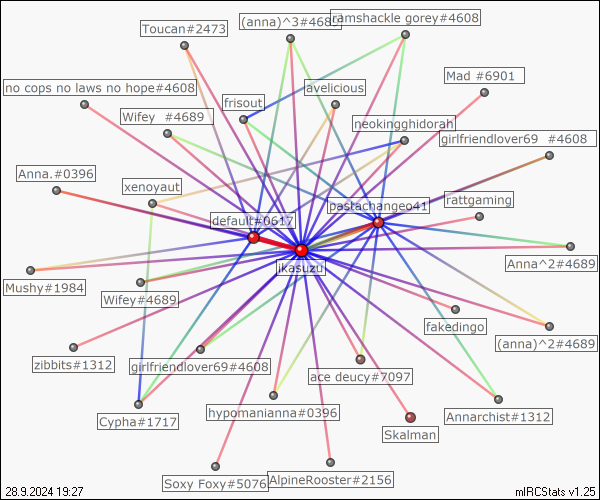 Toucan#2473
(anna)^3#4689
ramshackle gorey#4608
no cops no laws no hope#4608
frisout
avelicious
Mad #6901
Wifey  #4689
neokingghidorah
girlfriendlover69  #4608
Anna.#0396
xenoyaut
default#0617
pastachangeo41
rattgaming
jkasuzu
Anna^2#4689
Mushy#1984
Wifey#4689
fakedingo
(anna)^2#4689
zibbits#1312
girlfriendlover69#4608
ace deucy#7097
Cypha#1717
hypomanianna#0396
Annarchist#1312
Skalman
Soxy Foxy#5076
AlpineRooster#2156
28.9.2024 19:27
mIRCStats v1.25